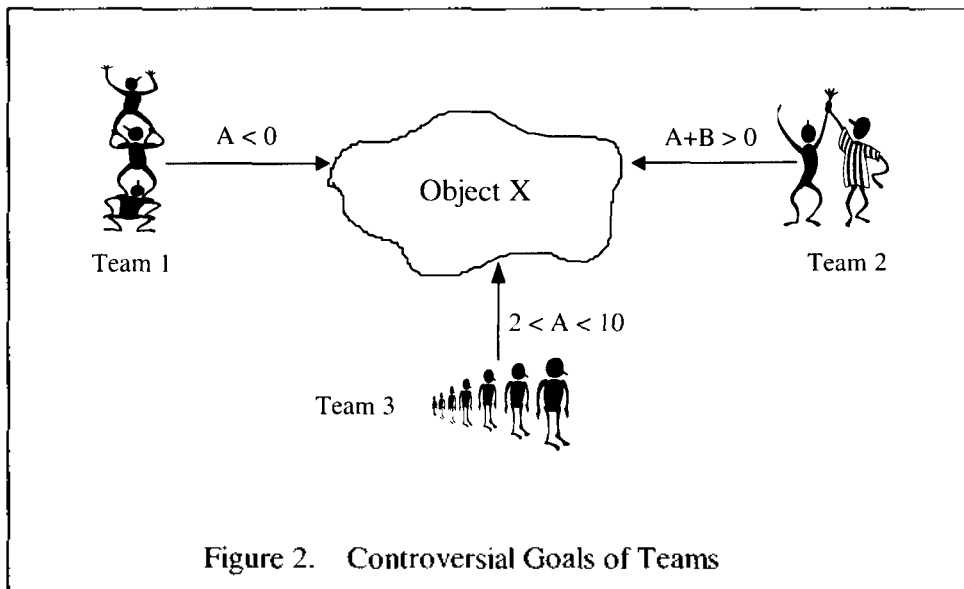 A < 0
A+B > 0
Object X
Team 1
Team 2
2 < A < 10
Team 3
Figure 2. Controversial Goals of Teams